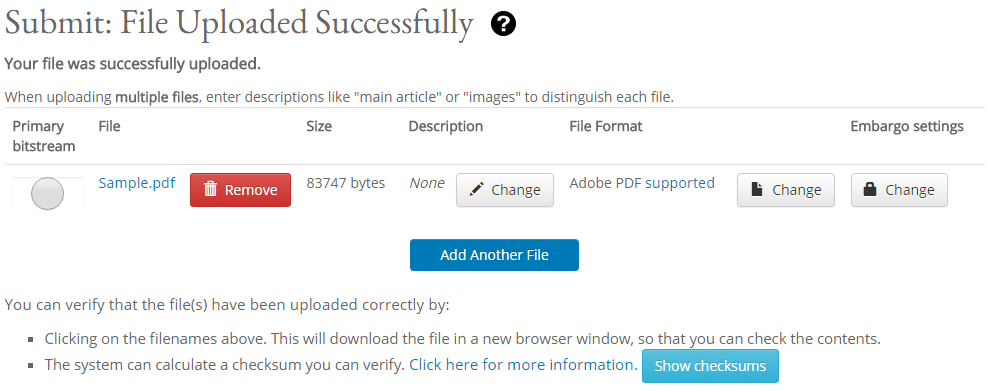 Submit: File Uploaded Successfully ?
Your file was successfully uploaded.
When uploading multiple files, enter descriptions like "main article" or "images" to distinguish each file.
Primary bitstream File Size Description File Format Embargo settings
Sample.pdf Remove 83747 bytes None Change Adobe PDF supported Change Change
Add Another File
You can verify that the file(s) have been uploaded correctly by:
Clicking on the filenames above. This will download the file in a new browser window, so that you can check the contents.
The system can calculate a checksum you can verify. Click here for more information. Show checksums